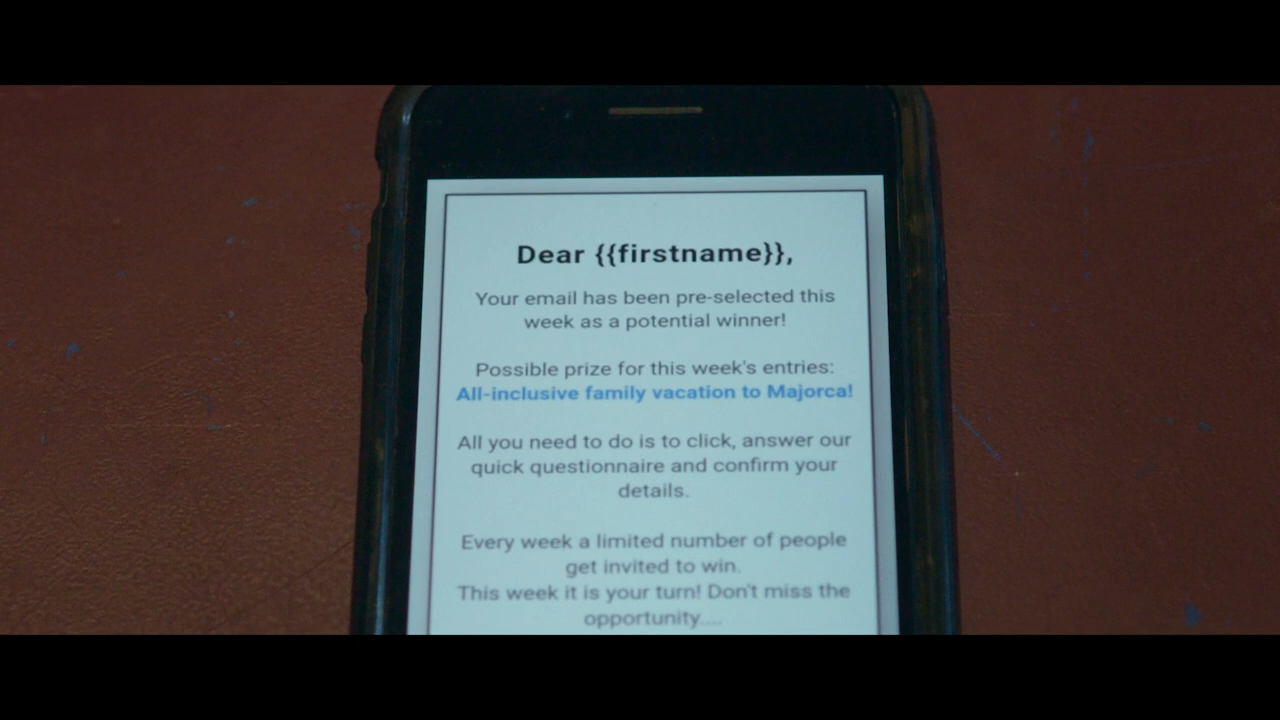 Dear {{firstname}},
Your email has been pre-selected this
week as a potential winner!
Possible prize for this week's entries:
All-inclusive family vacation to Majorca!
All you need to do is to click, answer our
quick questionnaire and confirm your
details.
Every week a limited number of people
get invited to win.
This week it is your turn! Don't miss the
opportunity....